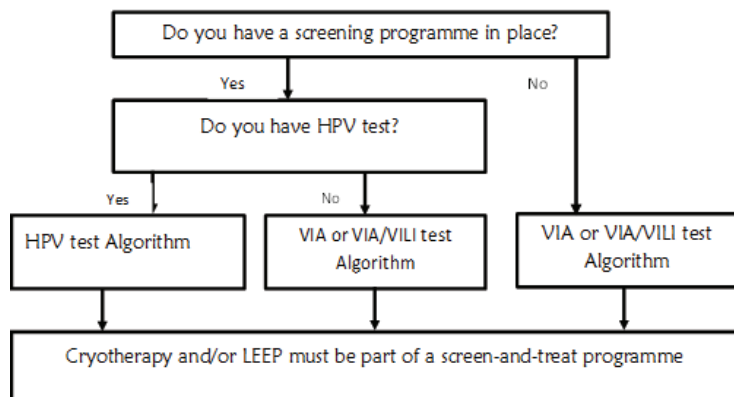 Do you have a screening programme in place?
Yes
No
Do you have HPV test?
Yes
No
HPV test Algorithm
VIA or VIA/VILI test
Algorithm
VIA or VIA/VILI test
Algorithm
Cryotherapy and/or LEEP must be part of a screen-and-treat programme